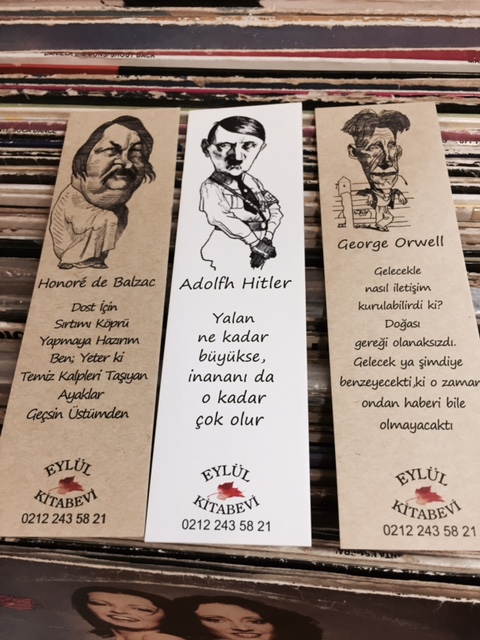 Honoré de Balzac
Dost İçin
Sırtımı Köprü
Yapmaya Hazırım
Ben; Yeter ki
Temiz Kalpleri Taşıyan
Ayaklar
Geçsin Üstümden
EYLÜL
KİTABEVİ
0212 243 58 21
Adolfh Hitler
Yalan
ne kadar
büyükse,
inananı da
o kadar
çok olur
EYLÜL
KİTABEVİ
0212 243 58 21
George Orwell
Gelecekle
nasıl iletişim
kurulabilirdi ki?
Doğası
gereği olanaksızdı.
Gelecek ya şimdiye
benzeyecekti,ki o zaman
ondan haberi bile
olmayacaktı
EYLÜL
KİTABEVİ
0212 243 58 21